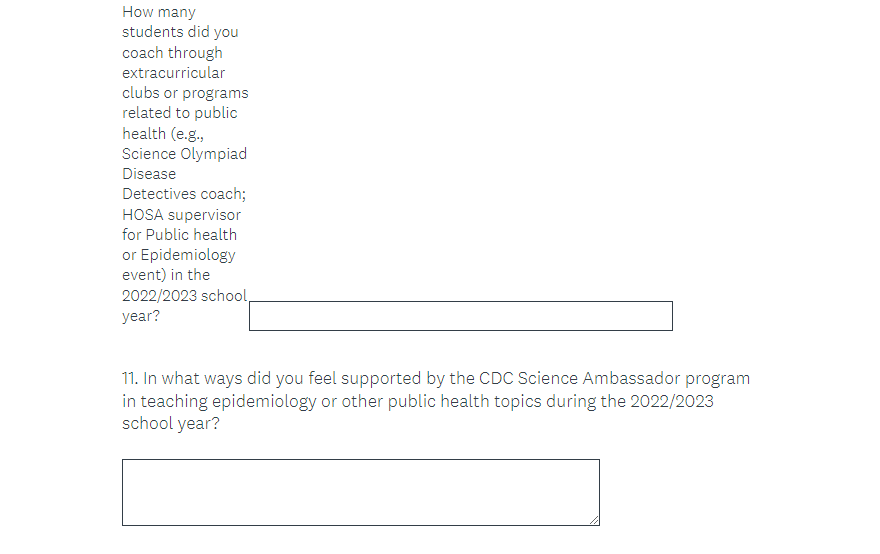 How many
students did you
coach through
extracurricular
clubs or programs
related to public
health (e.g.,
Science Olympiad
Disease
Detectives coach;
HOSA supervisor
for Public health
or Epidemiology
event) in the
2022/2023 school
year?
11. In what ways did you feel supported by the CDC Science Ambassador program
in teaching epidemiology or other public health topics during the 2022/2023
school year?